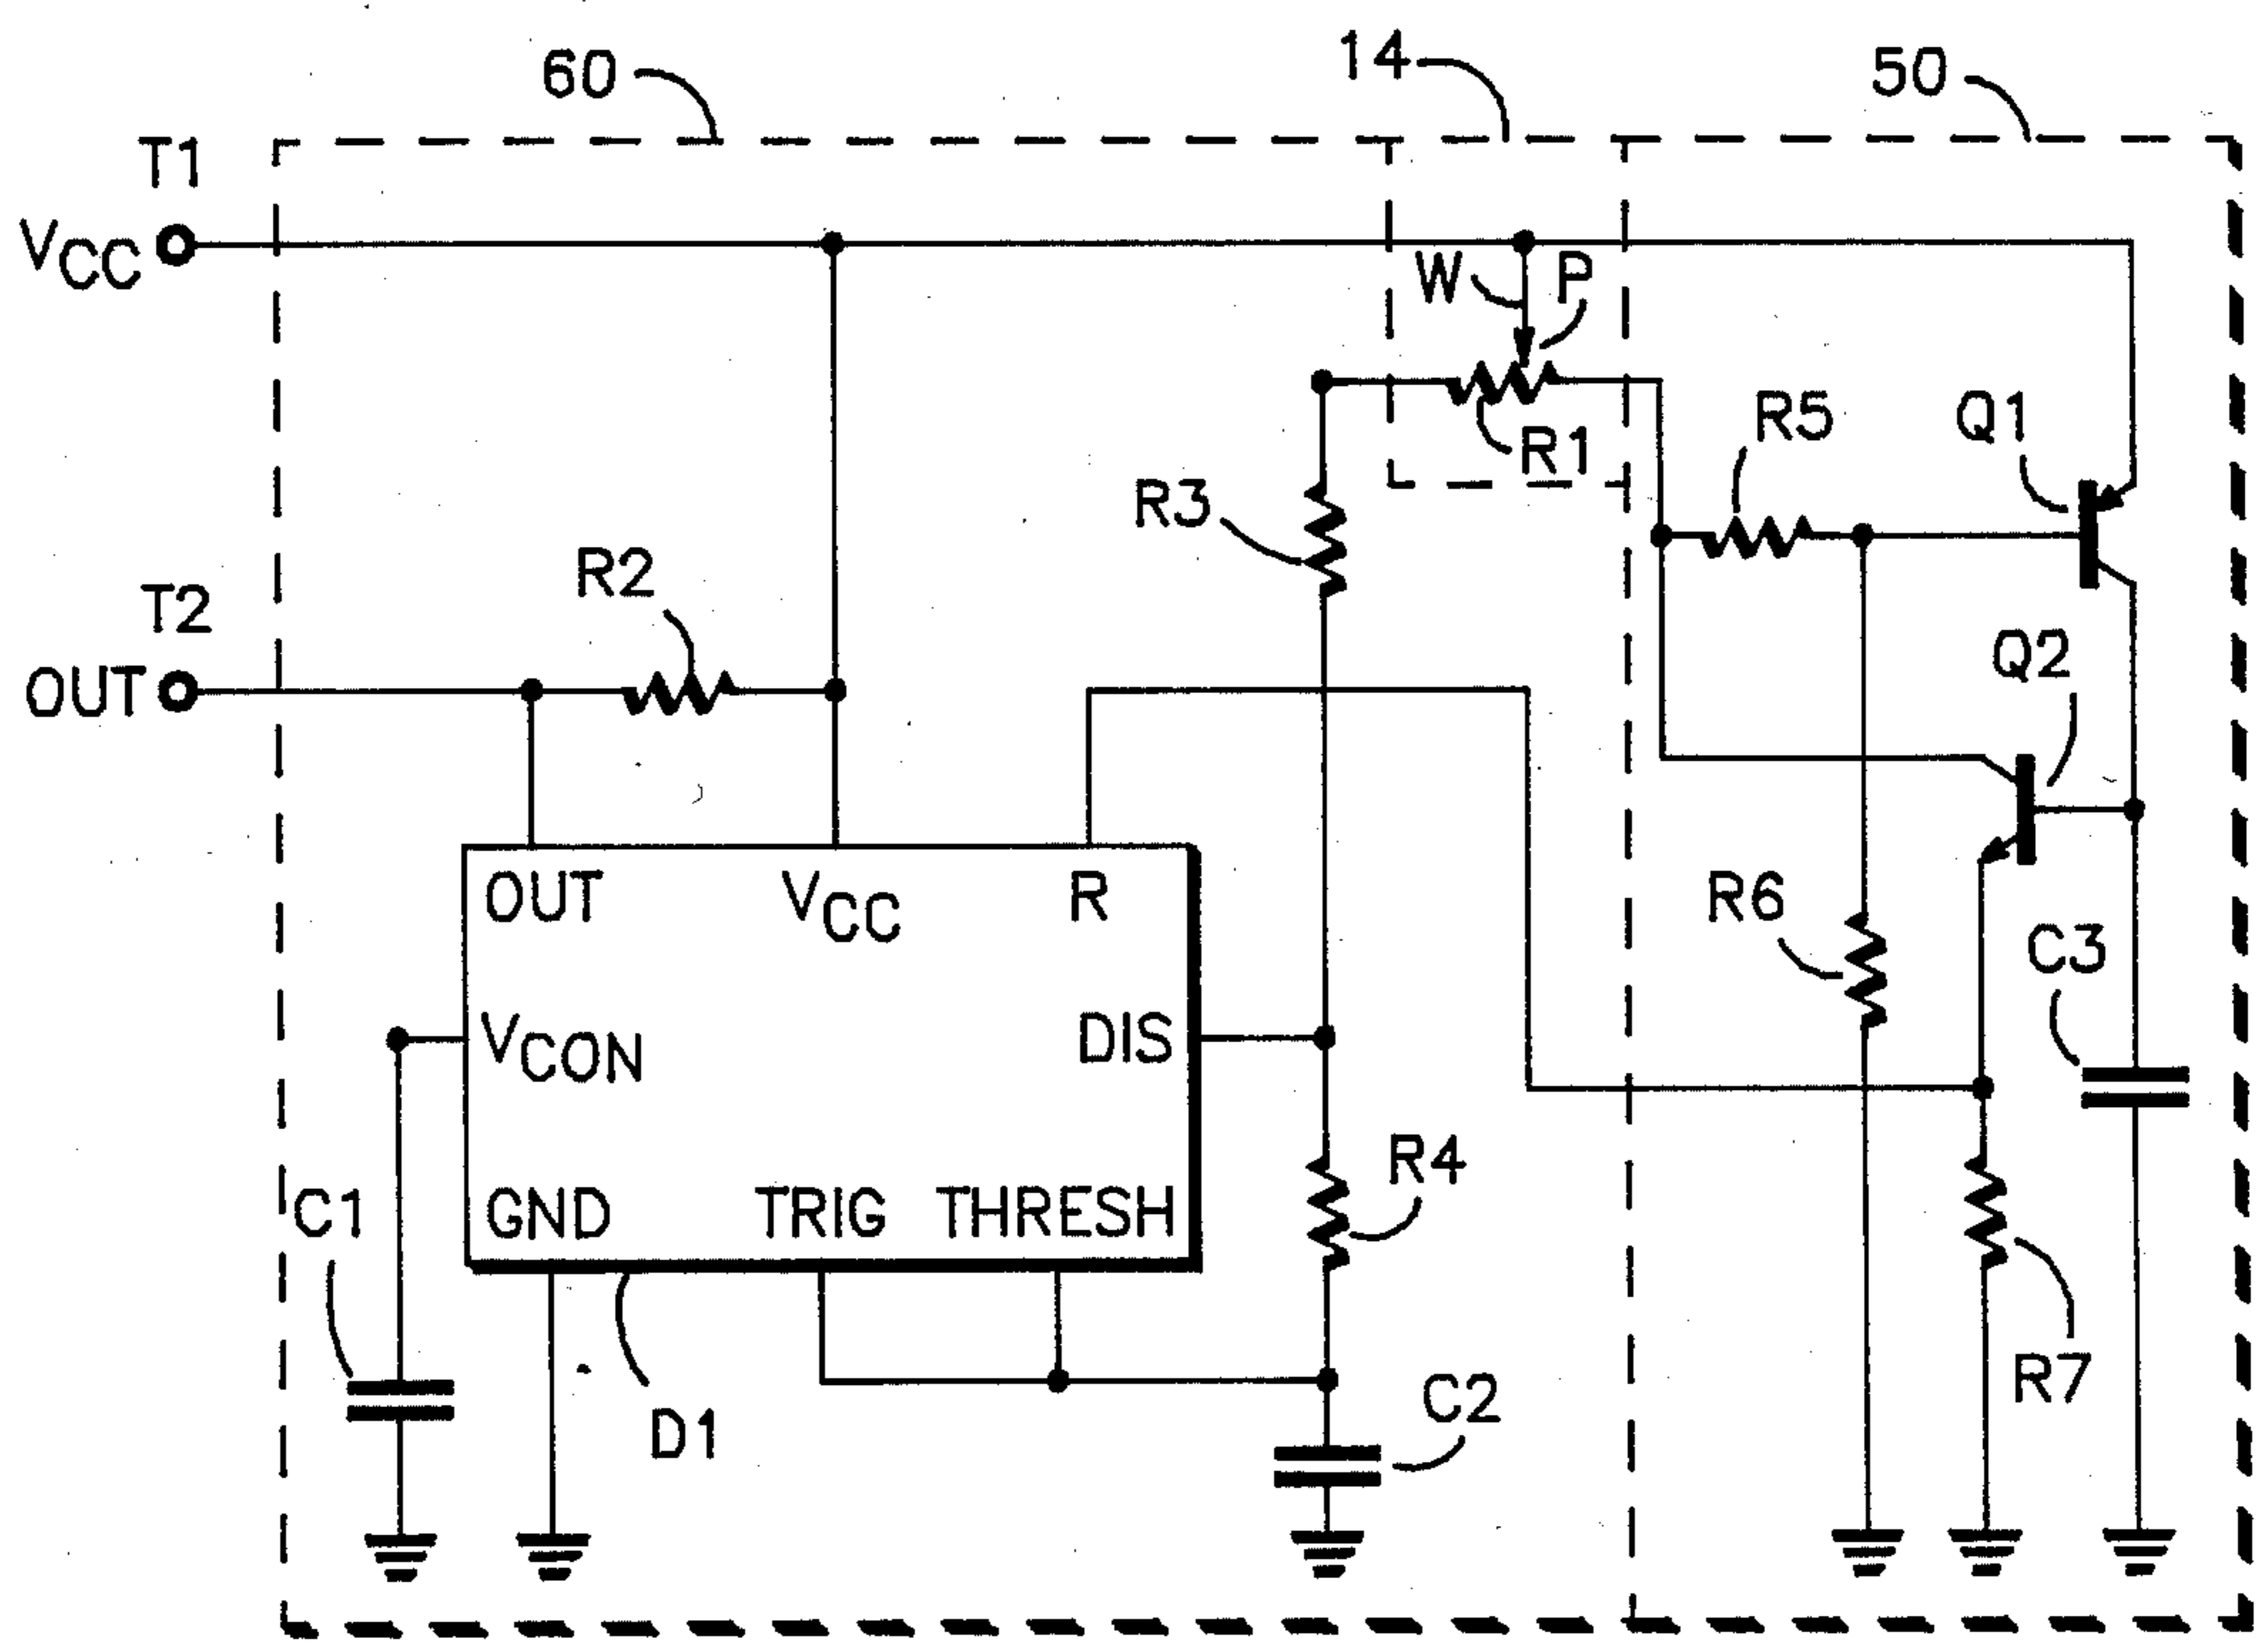 60
14
50
T1
VCC
W
P
R1
R5
Q1
R3
R2
T2
OUT
Q2
OUT
VCC
R
R6
C3
VCON
DIS
R4
C1
GND
TRIG
THRESH
R7
C2
D1